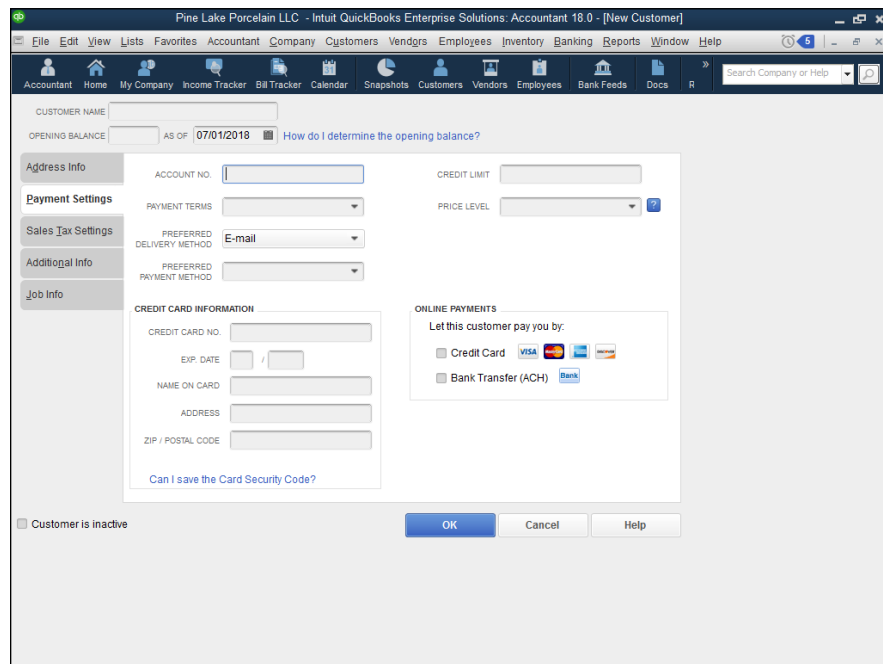 qb
Pine Lake Porcelain LLC - Intuit QuickBooks Enterprise Solutions: Accountant 18.0 - [New Customer]
File Edit View Lists Favorites Accountant Company Customers Vendors Employees Inventory Banking Reports Window Help 5
Accountant Home My Company Income Tracker Bill Tracker Calendar Snapshots Customers Vendors Employees Bank Feeds Docs R » Search Company or Help
CUSTOMER NAME
OPENING BALANCE AS OF 07/01/2018 How do I determine the opening balance?
Address Info
Payment Settings
Sales Tax Settings
Additional Info
Job Info
ACCOUNT NO. CREDIT LIMIT
PAYMENT TERMS PRICE LEVEL ?
PREFERRED
DELIVERY METHOD E-mail
PREFERRED
PAYMENT METHOD
CREDIT CARD INFORMATION
CREDIT CARD NO.
EXP. DATE /
NAME ON CARD
ADDRESS
ZIP / POSTAL CODE
Can I save the Card Security Code?
ONLINE PAYMENTS
Let this customer pay you by:
Credit Card VISA
Bank Transfer (ACH) Bank
Customer is inactive OK Cancel Help